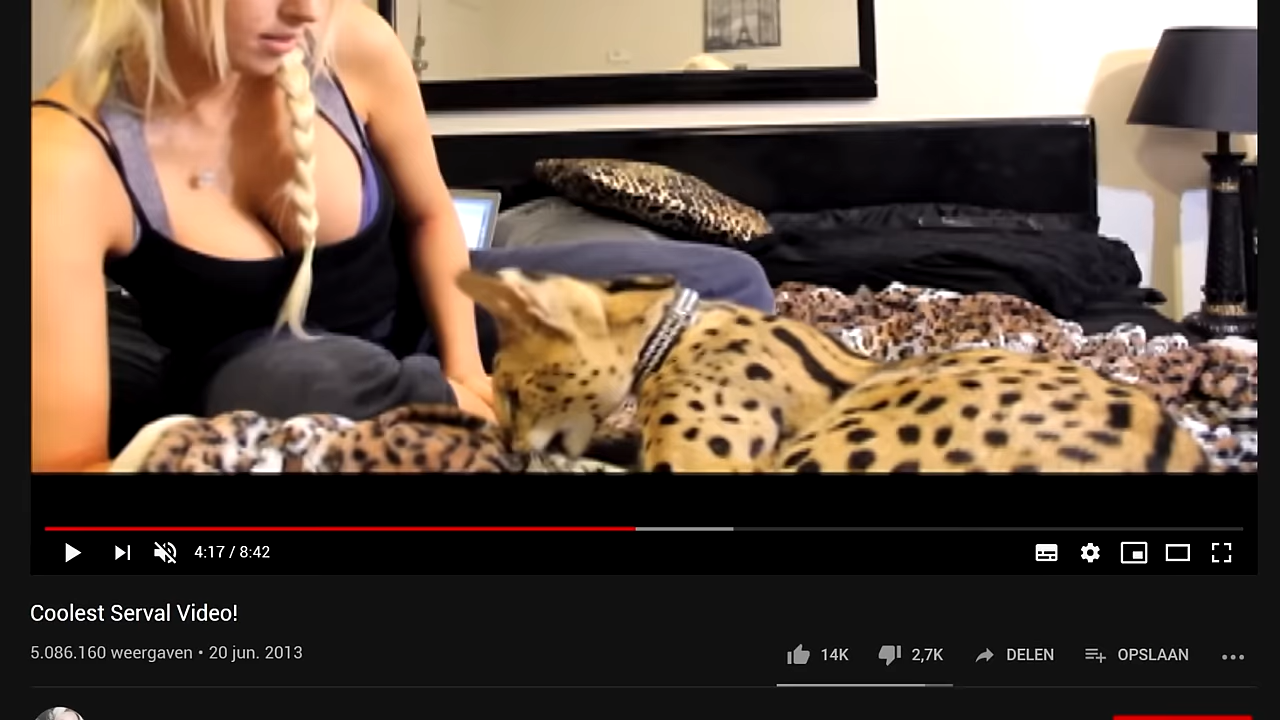 4:17 / 8:42
Coolest Serval Video!
5.086.160 weergaven • 20 jun. 2013
14K 2,7K DELEN OPSLAAN